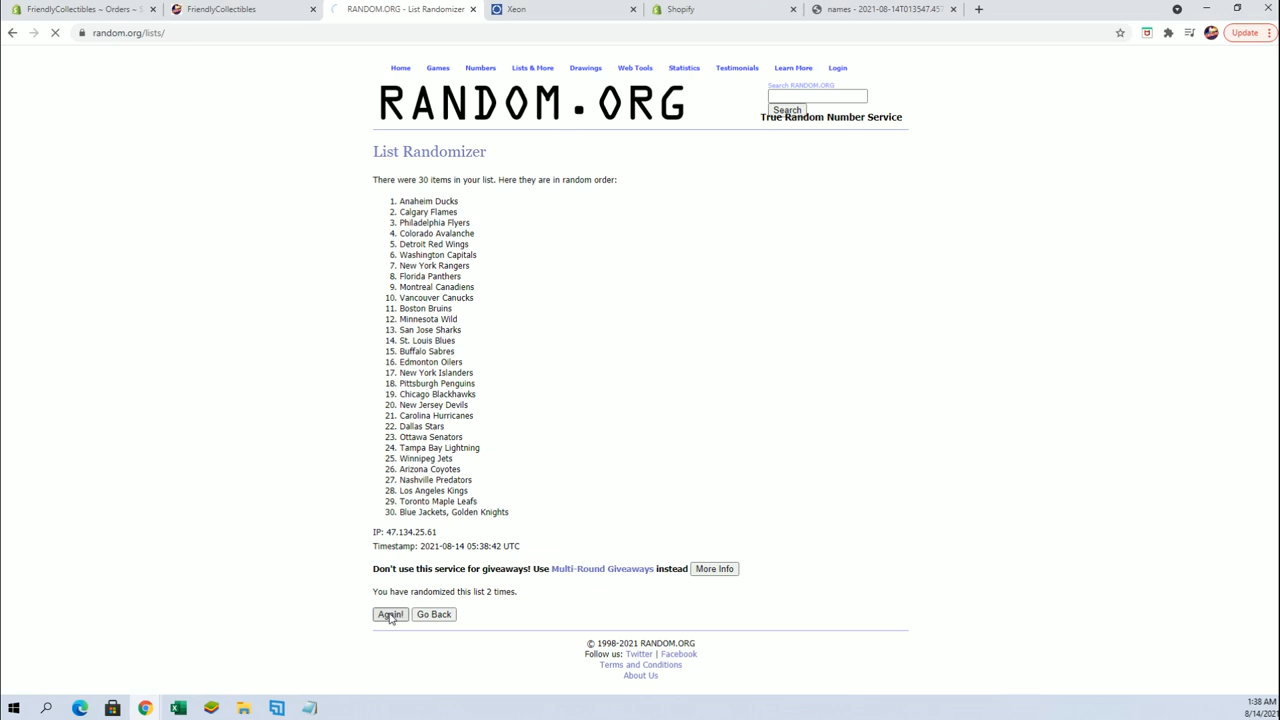 FriendlyCollectibles ~ Orders ~ S
FriendlyCollectibles
RANDOM.ORG - List Randomizer
Xeon
Shopify
names - 2021-08-14T013547.457
random.org/lists/
Update
Home Games Numbers Lists & More Drawings Web Tools Statistics Testimonials Learn More Login
Search RANDOM.ORG
RANDOM.ORG
Search
True Random Number Service
List Randomizer
There were 30 items in your list. Here they are in random order:
1. Anaheim Ducks
2. Calgary Flames
3. Philadelphia Flyers
4. Colorado Avalanche
5. Detroit Red Wings
6. Washington Capitals
7. New York Rangers
8. Florida Panthers
9. Montreal Canadiens
10. Vancouver Canucks
11. Boston Bruins
12. Minnesota Wild
13. San Jose Sharks
14. St. Louis Blues
15. Buffalo Sabres
16. Edmonton Oilers
17. New York Islanders
18. Pittsburgh Penguins
19. Chicago Blackhawks
20. New Jersey Devils
21. Carolina Hurricanes
22. Dallas Stars
23. Ottawa Senators
24. Tampa Bay Lightning
25. Winnipeg Jets
26. Arizona Coyotes
27. Nashville Predators
28. Los Angeles Kings
29. Toronto Maple Leafs
30. Blue Jackets, Golden Knights
IP: 47.134.25.61
Timestamp: 2021-08-14 05:38:42 UTC
Don't use this service for giveaways! Use Multi-Round Giveaways instead More Info
You have randomized this list 2 times.
Again! Go Back
© 1998-2021 RANDOM.ORG
Follow us: Twitter | Facebook
Terms and Conditions
About Us
1:38 AM
8/14/2021